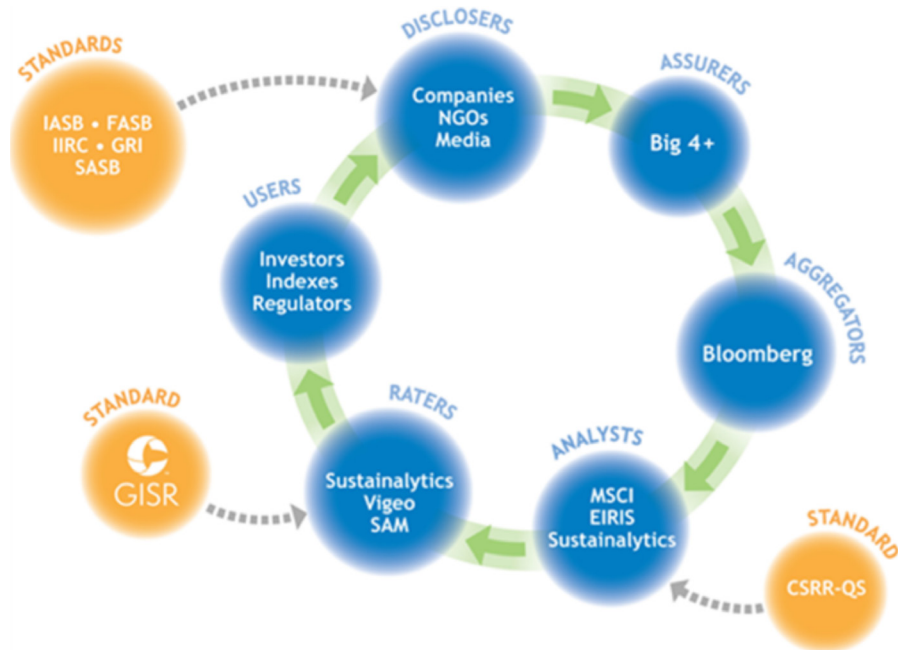 DISCLOSERS
Companies
NGOs
Media
STANDARDS
IASB • FASB
IIRC • GRI
SASB
ASSURERS
Big 4+
AGGREGATORS
Bloomberg
ANALYSTS
MSCI
EIRIS
Sustainalytics
STANDARD
CSRR-QS
RATERS
Sustainalytics
Vigeo
SAM
STANDARD
GISR
USERS
Investors
Indexes
Regulators